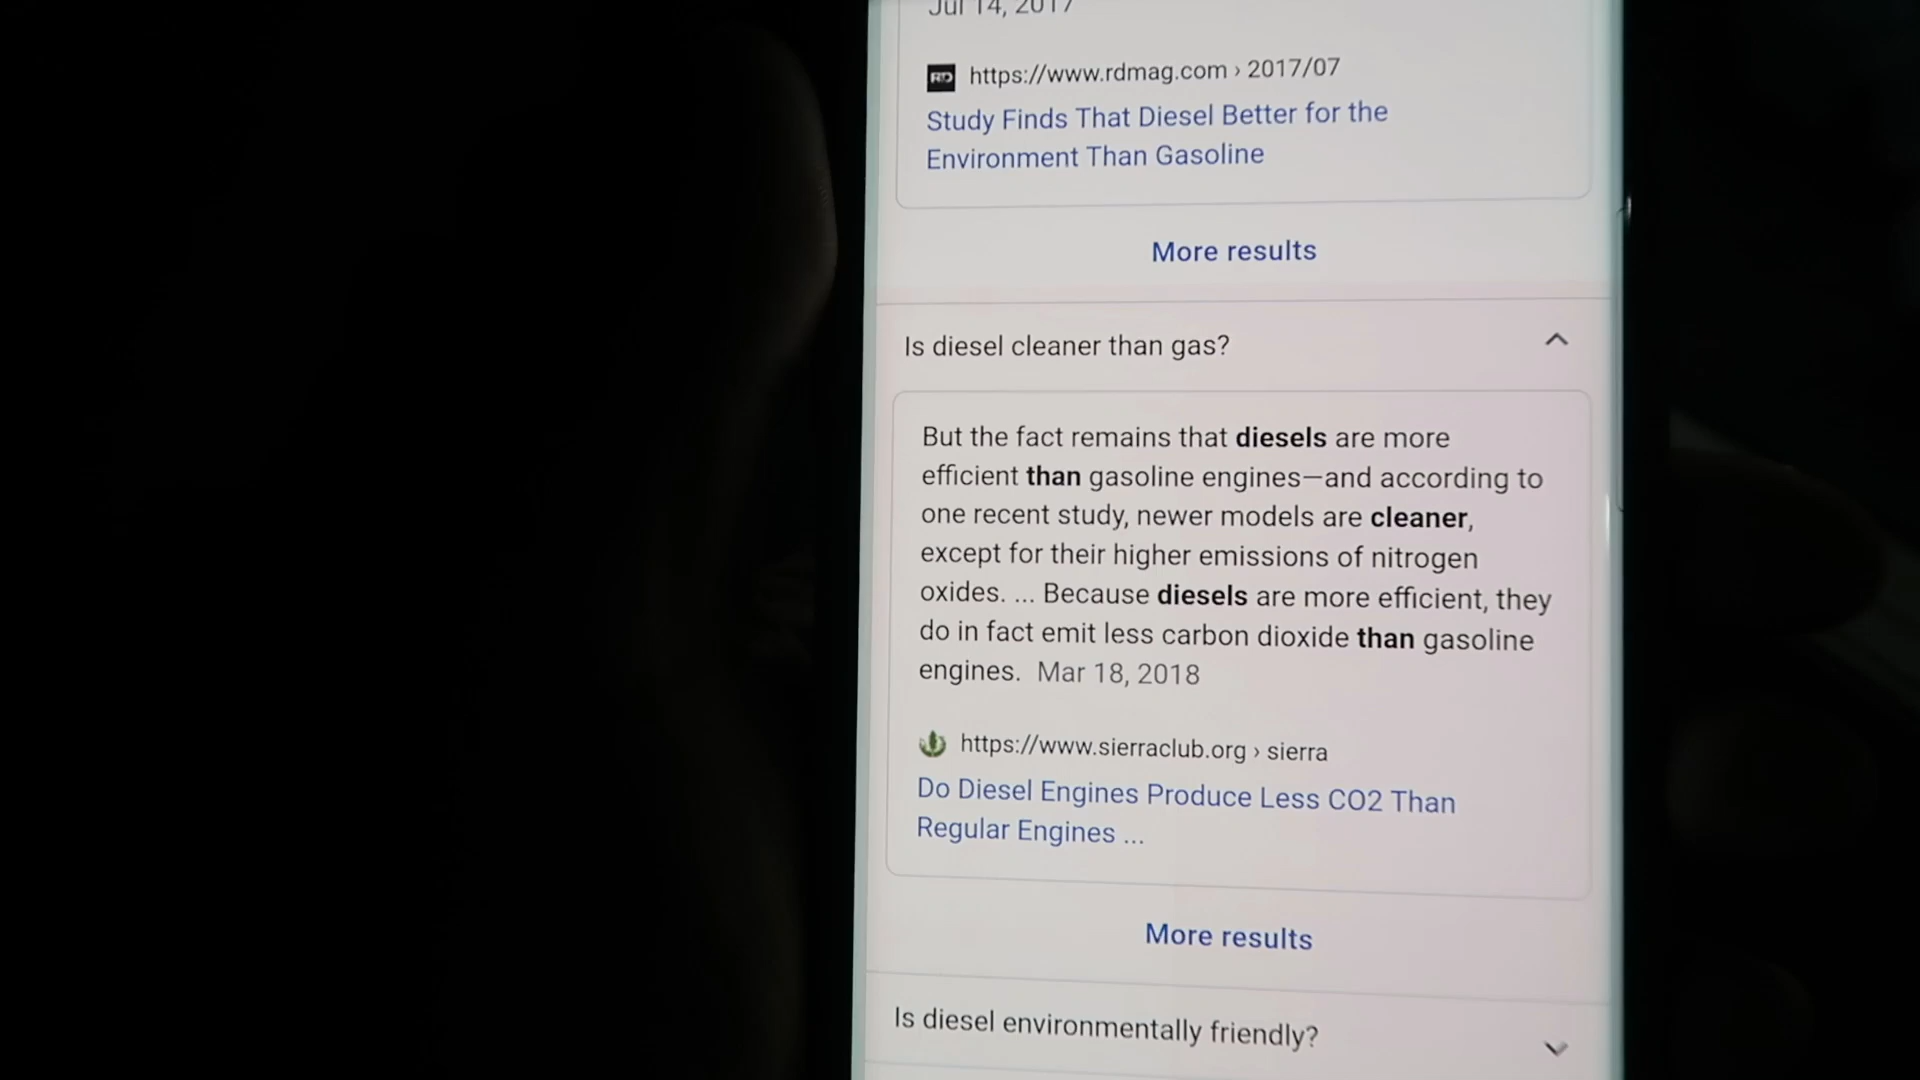 Jul 14, 2017
RD https://www.rdmag.com › 2017/07
Study Finds That Diesel Better for the
Environment Than Gasoline
More results
Is diesel cleaner than gas?
But the fact remains that diesels are more
efficient than gasoline engines—and according to
one recent study, newer models are cleaner,
except for their higher emissions of nitrogen
oxides. ... Because diesels are more efficient, they
do in fact emit less carbon dioxide than gasoline
engines. Mar 18, 2018
https://www.sierraclub.org › sierra
Do Diesel Engines Produce Less CO2 Than
Regular Engines ...
More results
Is diesel environmentally friendly?